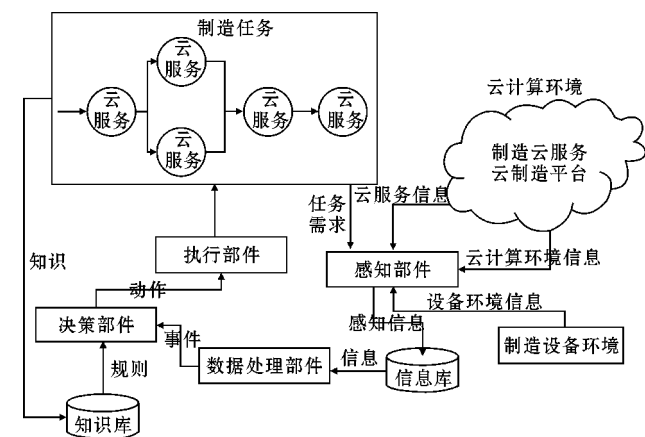 制造任务
云
服务
云
服务
云
服务
云
服务
云
服务
云计算环境
制造云服务
云制造平台
任务
需求
云服务信息
执行部件
感知部件
云计算环境信息
知识
动作
设备环境信息
决策部件
感知信息
事件
制造设备环境
规则
数据处理部件
信息
信息库
知识库